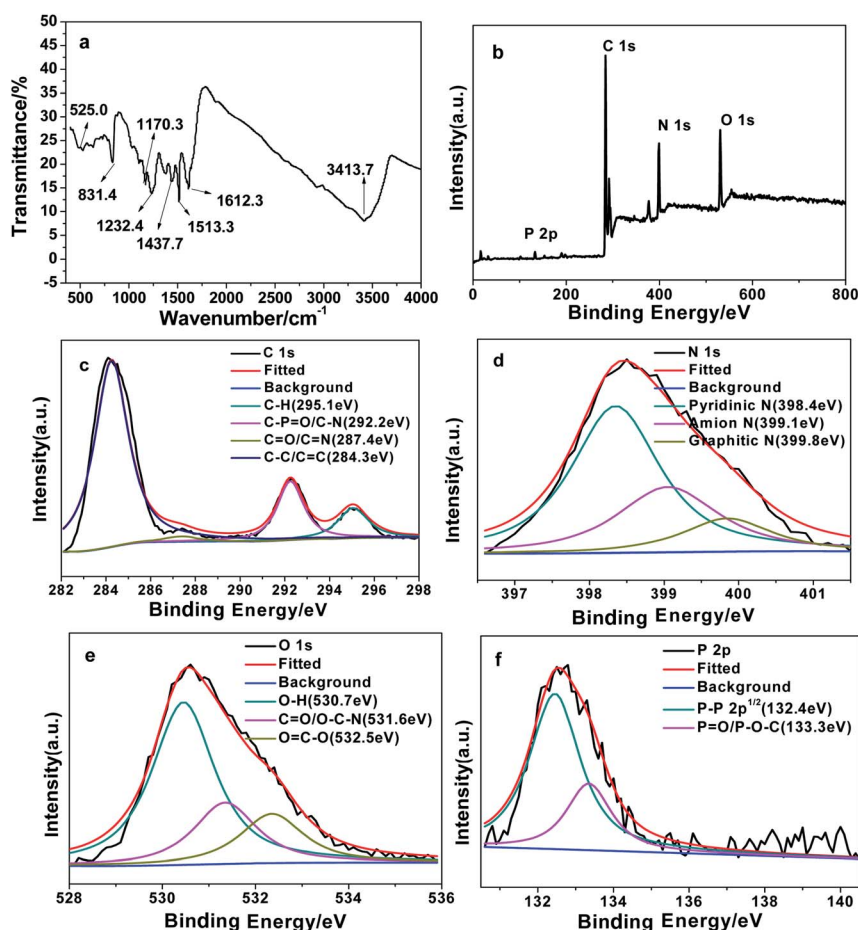 a
Transmittance/%
50
45
40
35
30
25
20
15
10
5
0
-5
525.0
1170.3
831.4
1232.4
1437.7
1513.3
1612.3
3413.7
500 1000 1500 2000 2500 3000 3500 4000
Wavenumber/cm-1
b
Intensity(a.u.)
C 1s
N 1s
O 1s
P 2p
0 200 400 600 800
Binding Energy/eV
c
Intensity(a.u.)
C 1s
Fitted
Background
C-H(295.1eV)
C-P=O/C-N(292.2eV)
C=O/C=N(287.4eV)
C-C/C=C(284.3eV)
282 284 286 288 290 292 294 296 298
Binding Energy/eV
d
Intensity(a.u.)
N 1s
Fitted
Background
Pyridinic N(398.4eV)
Amion N(399.1eV)
Graphitic N(399.8eV)
397 398 399 400 401
Binding Energy/eV
e
Intensity(a.u.)
O 1s
Fitted
Background
O-H(530.7eV)
C=O/O-C-N(531.6eV)
O=C-O(532.5eV)
528 530 532 534 536
Binding Energy/eV
f
Intensity(a.u.)
P 2p
Fitted
Background
P-P 2p1/2(132.4eV)
P=O/P-O-C(133.3eV)
132 134 136 138 140
Binding Energy/eV